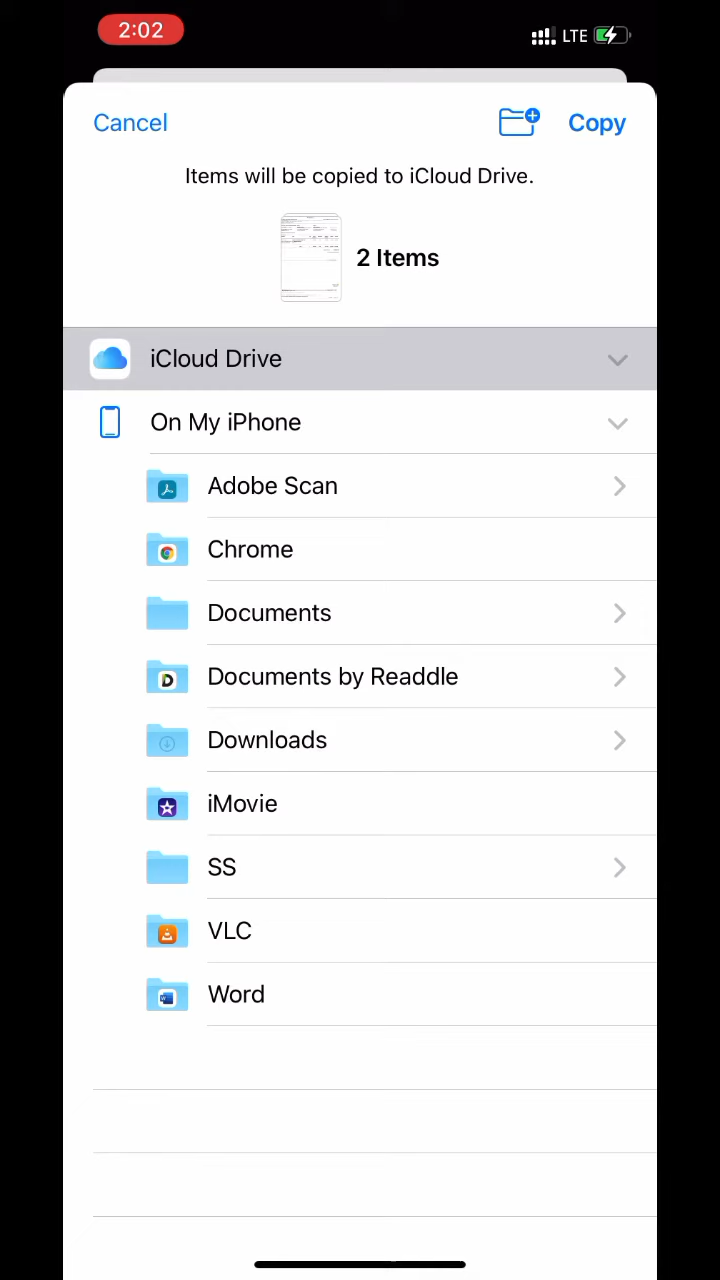 2:02
LTE
Cancel
Copy
Items will be copied to iCloud Drive.
2 Items
iCloud Drive
On My iPhone
Adobe Scan
Chrome
Documents
Documents by Readdle
Downloads
iMovie
SS
VLC
Word